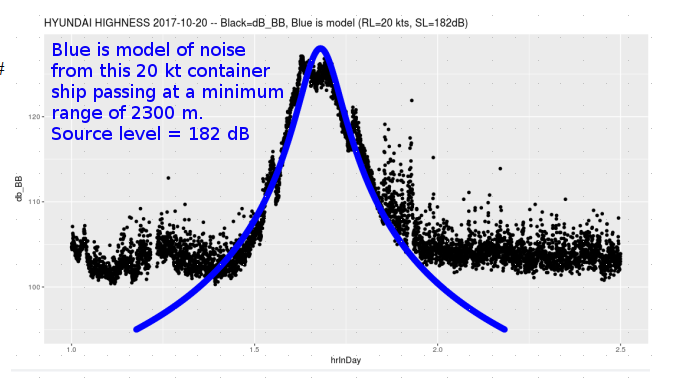 HYUNDAI HIGHNESS 2017-10-20 -- Black=dB_BB, Blue is model (RL=20 kts, SL=182dB)
Blue is model of noise
from this 20 kt container
ship passing at a minimum
range of 2300 m.
Source level = 182 dB
#
120
110
100
db_BB
1.0 1.5 2.0 2.5
hrInDay